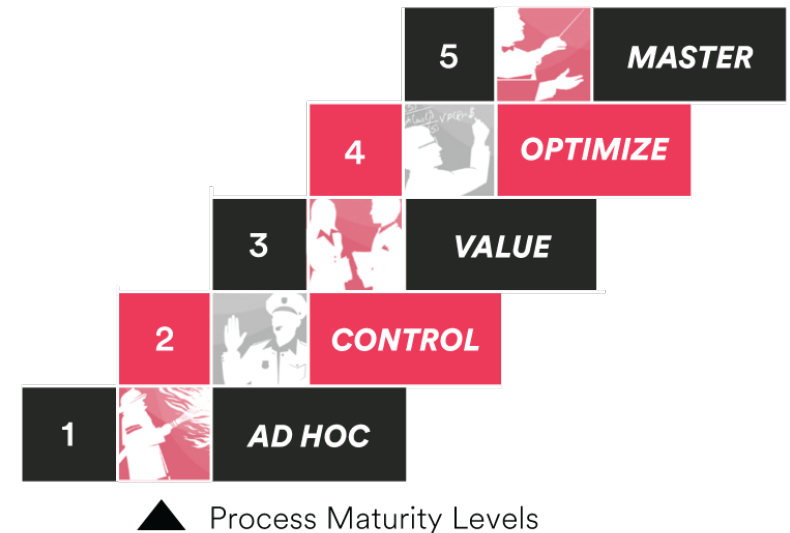 5 MASTER
4 OPTIMIZE
3 VALUE
2 CONTROL
1 AD HOC
Process Maturity Levels